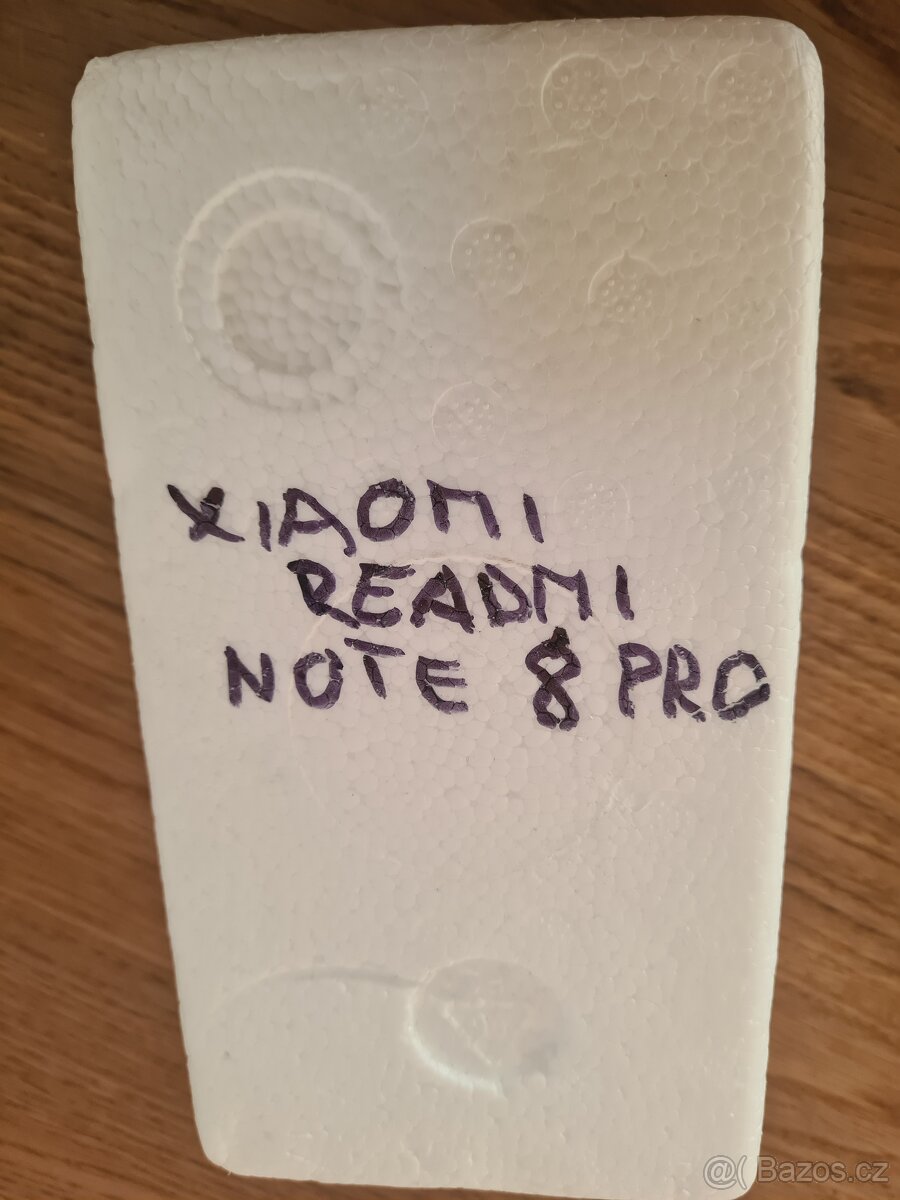 XIAOMI
READMI
NOTE 8 PRO
@( Bazos.cz